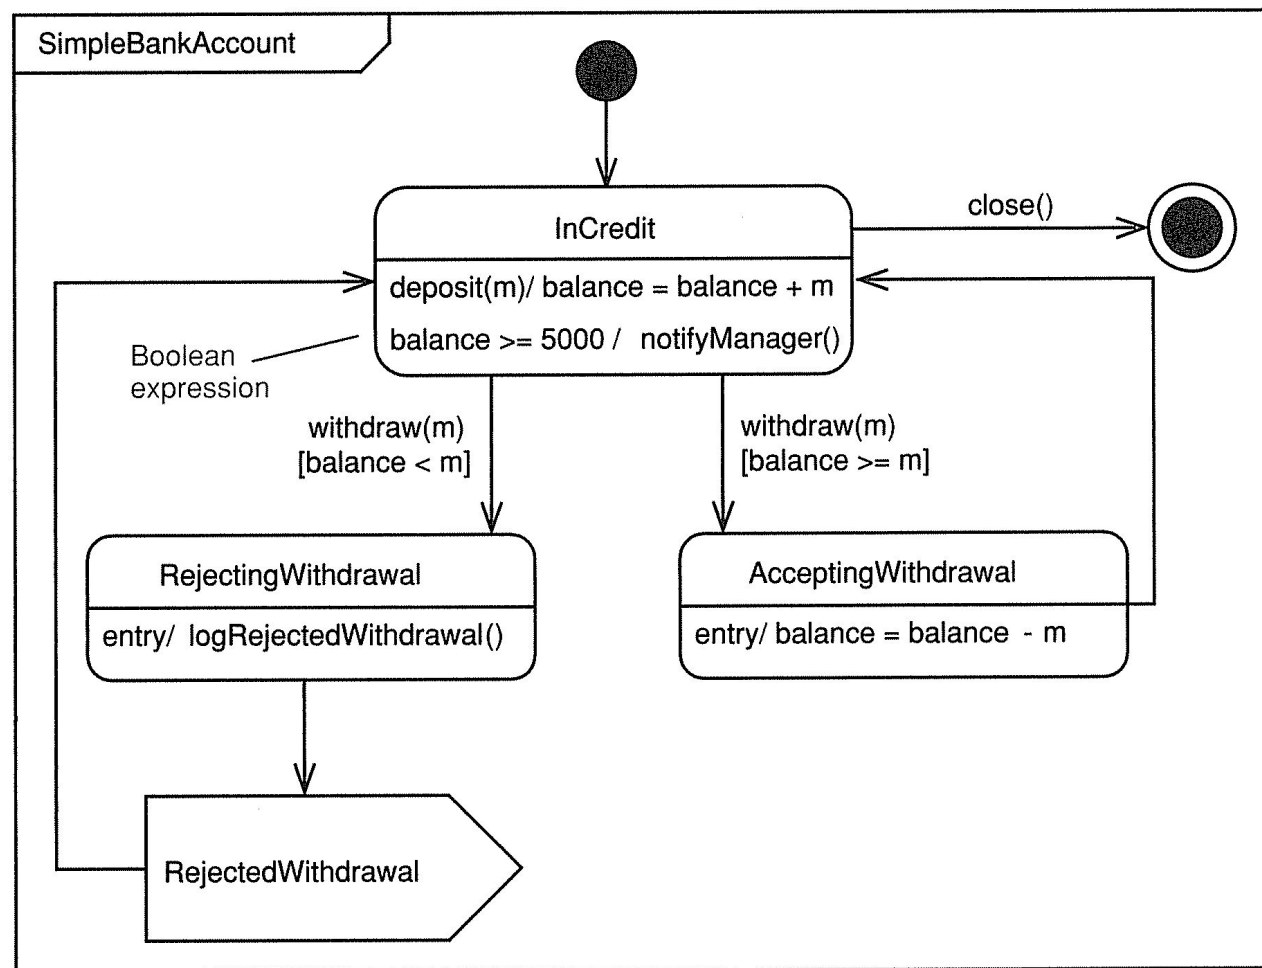 SimpleBankAccount
close()
InCredit
deposit(m)/ balance = balance + m
balance >= 5000 / notifyManager()
Boolean
expression
withdraw(m)
[balance < m]
withdraw(m)
[balance >= m]
RejectingWithdrawal
entry/ logRejectedWithdrawal()
AcceptingWithdrawal
entry/ balance = balance - m
RejectedWithdrawal